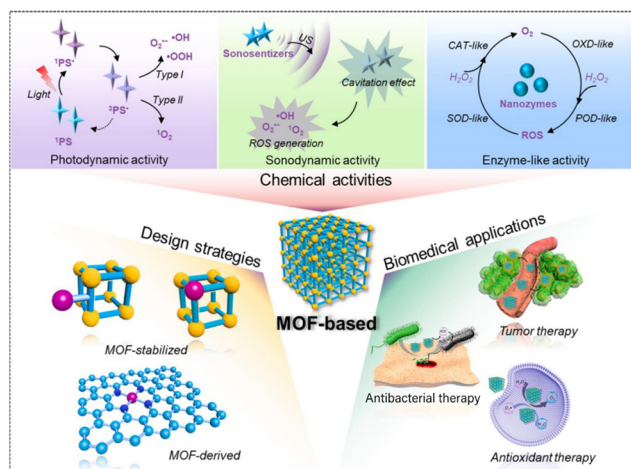 ¹PS*
Light
¹PS
³PS*
O₂•⁻ •OH
•OOH
Type I
Type II
¹O₂
Photodynamic activity
Sonosentizers
US
Cavitation effect
•OH
O₂•⁻ ¹O₂
ROS generation
Sonodynamic activity
O₂
CAT-like
OXD-like
H₂O₂
H₂O₂
Nanozymes
SOD-like
POD-like
ROS
Enzyme-like activity
Chemical activities
Design strategies
Biomedical applications
MOF-based
MOF-stabilized
MOF-derived
Tumor therapy
Antibacterial therapy
Antioxidant therapy